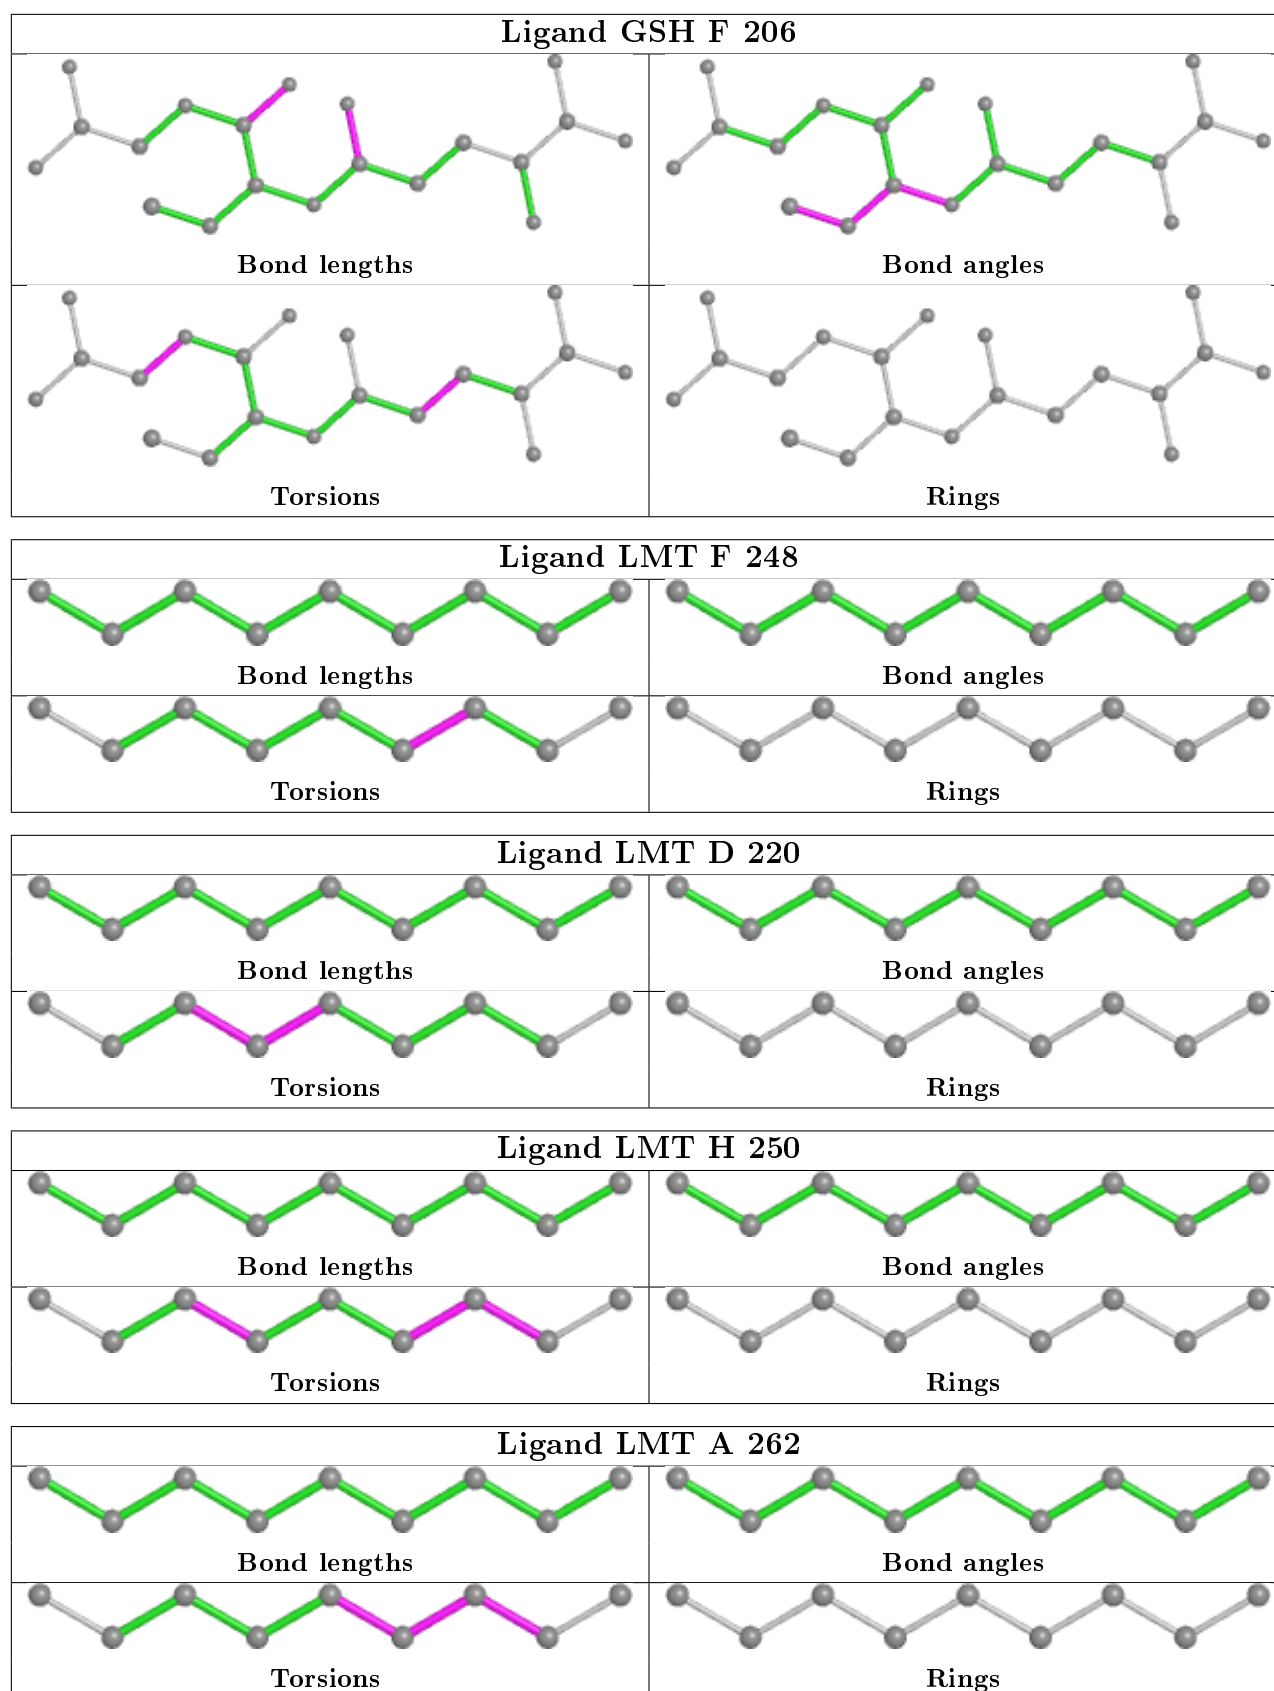 Ligand GSH F 206
Bond lengths
Bond angles
Torsions
Rings
Ligand LMT F 248
Bond lengths
Bond angles
Torsions
Rings
Ligand LMT D 220
Bond lengths
Bond angles
Torsions
Rings
Ligand LMT H 250
Bond lengths
Bond angles
Torsions
Rings
Ligand LMT A 262
Bond lengths
Bond angles
Torsions
Rings